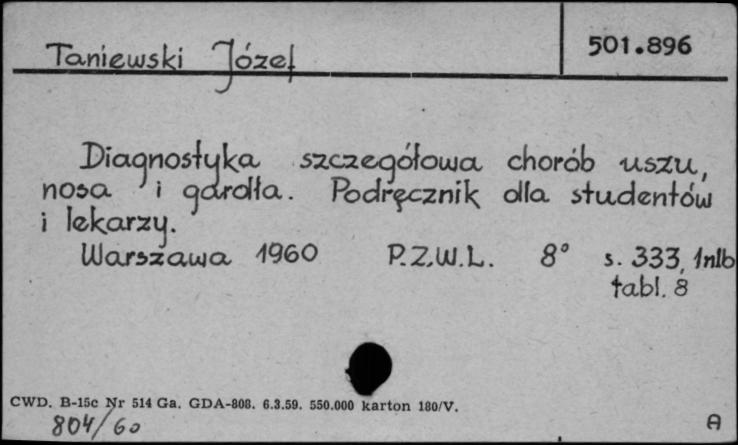 Taniewski Józef
501.896
Diagnostyka szczegółowa chorób uszu,
nosa i gardła. Podręcznik dla studentów
i lekarzy.
Warszawa 1960 P.Z.W.L. 8° s. 333, 1nlb
tabl. 8
CWD. B-15c Nr 514 Ga. GDA-808. 6.3.59. 550.000 karton 180/V.
804/60
A